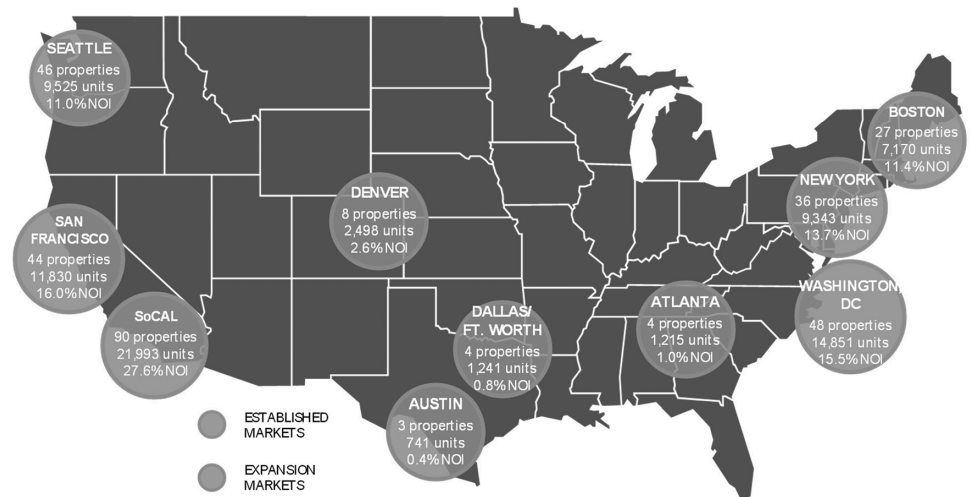 SEATTLE
46 properties
9,525 units
11.0%NOI
BOSTON
27 properties
7,170 units
11.4%NOI
NEW YORK
36 properties
9,343 units
13.7%NOI
DENVER
8 properties
2,498 units
2.6%NOI
SAN
FRANCISCO
44 properties
11,830 units
16.0%NOI
WASHINGTON,
DC
48 properties
14,851 units
15.5%NOI
SoCAL
90 properties
21,993 units
27.6%NOI
DALLAS/
FT. WORTH
4 properties
1,241 units
0.8%NOI
ATLANTA
4 properties
1,215 units
1.0%NOI
AUSTIN
3 properties
741 units
0.4%NOI
ESTABLISHED
MARKETS
EXPANSION
MARKETS